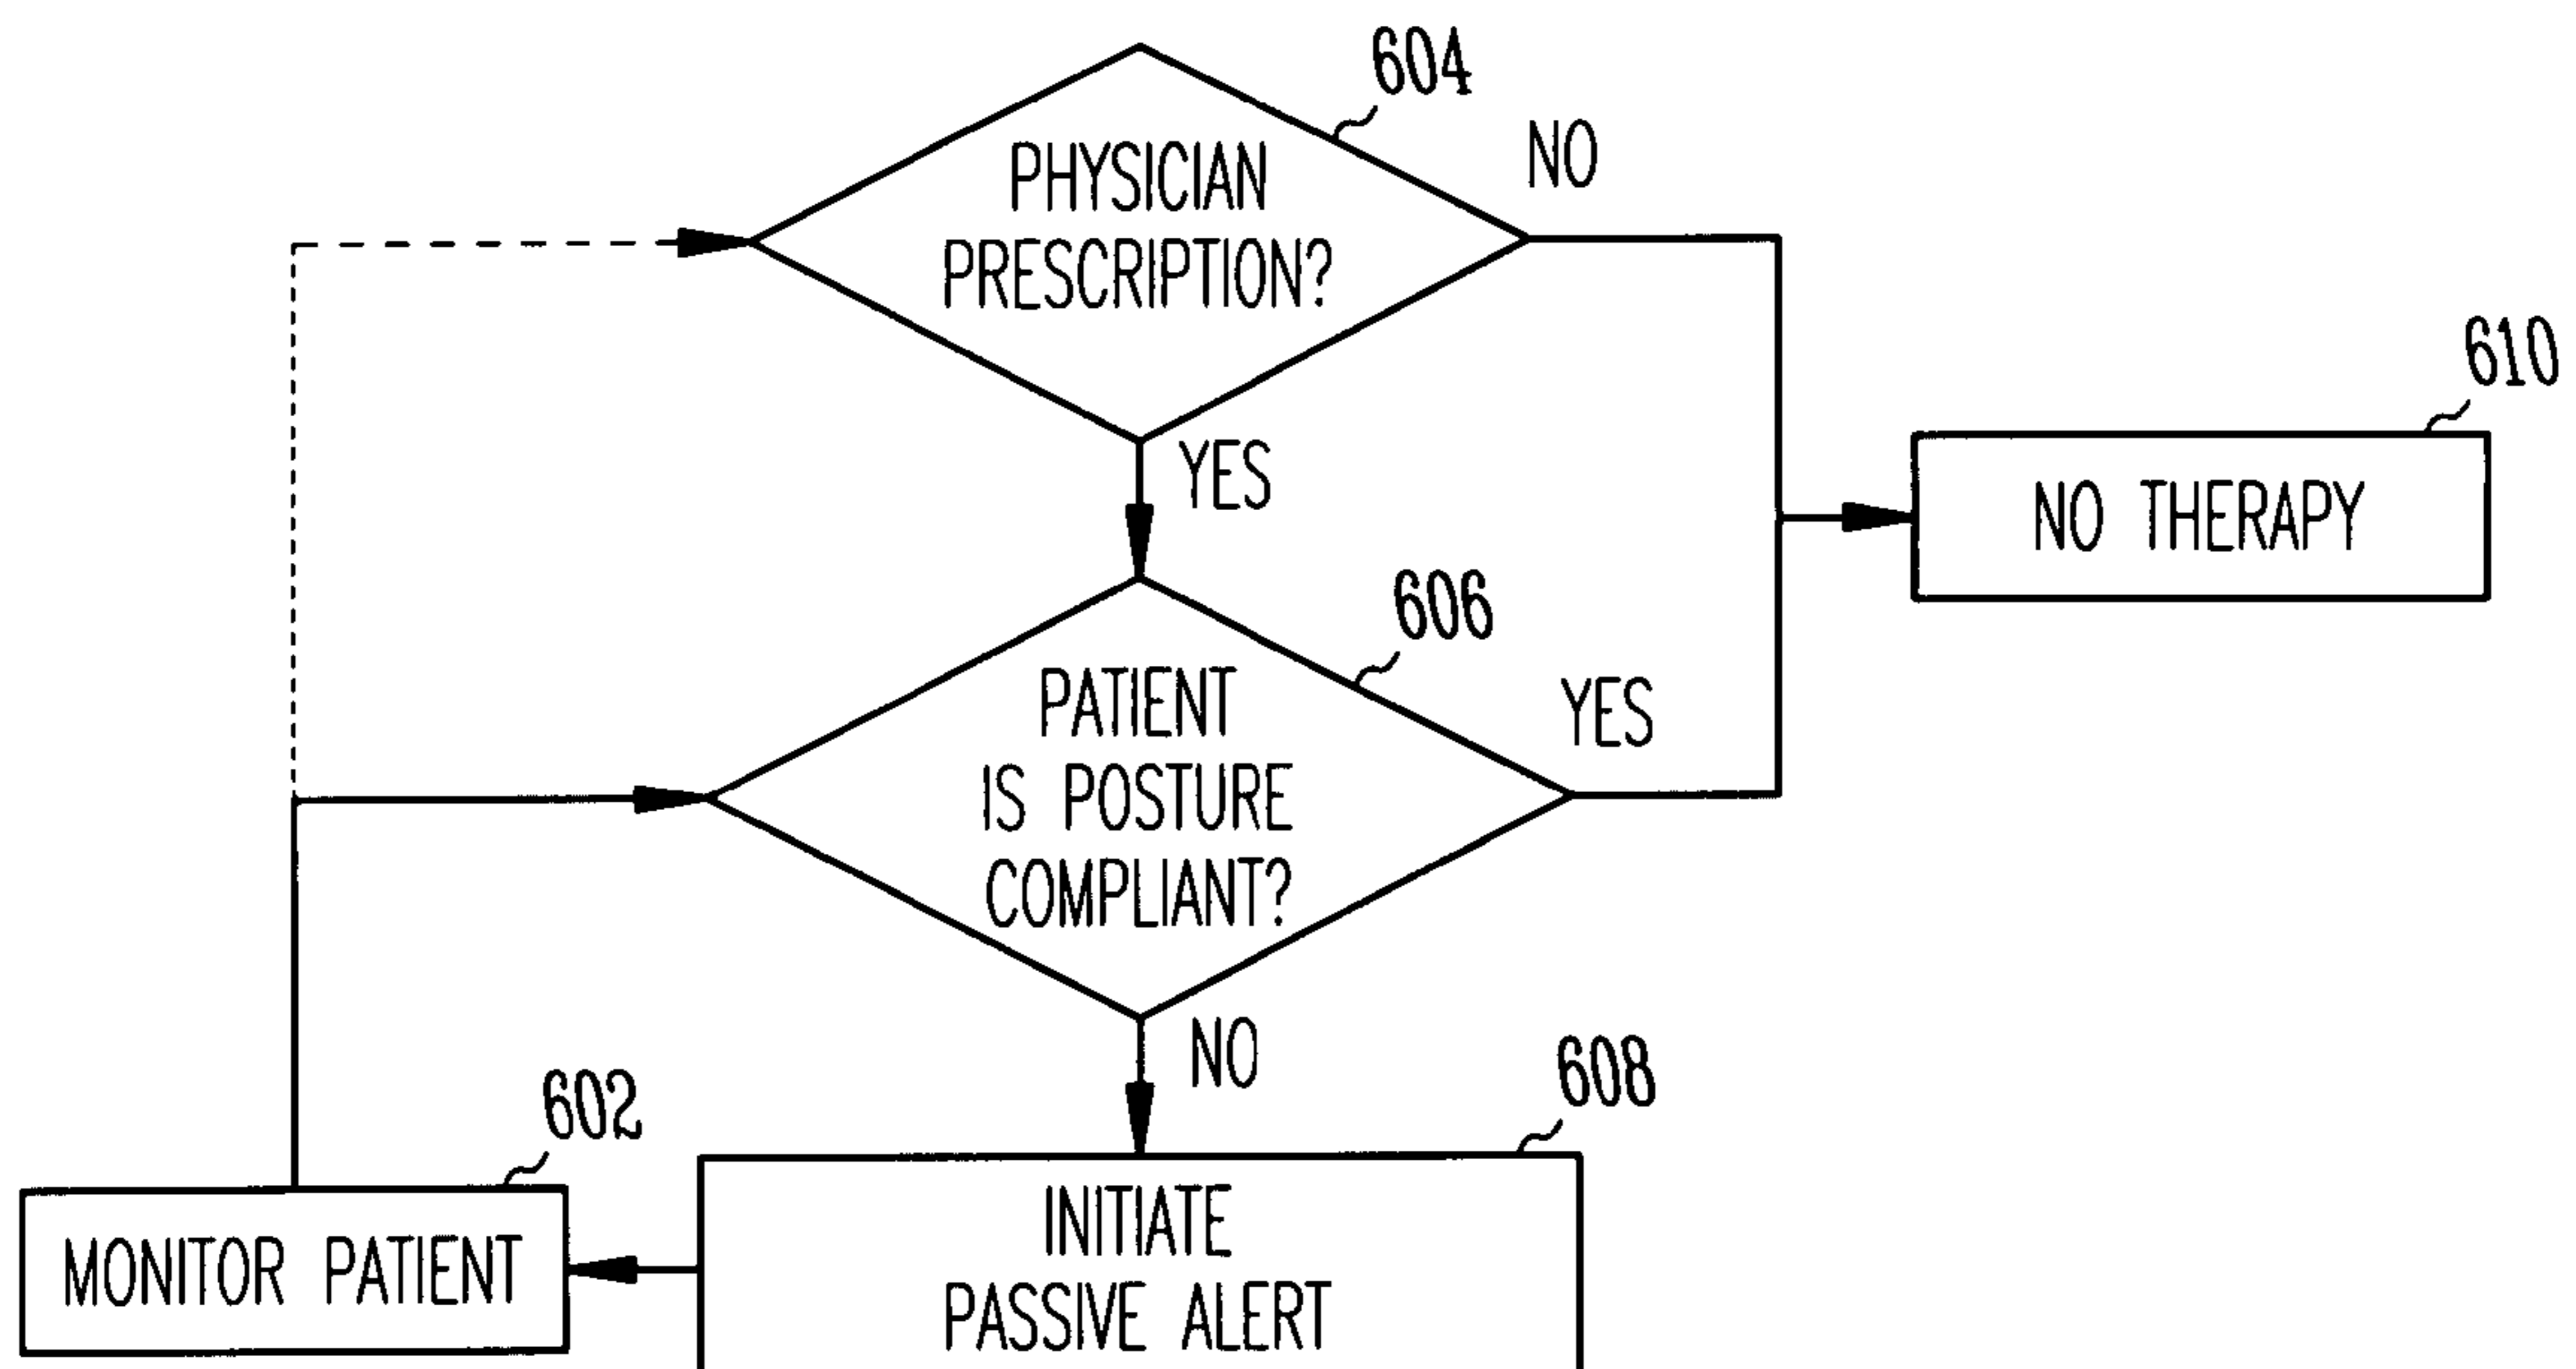 604
PHYSICIAN
PRESCRIPTION?
NO
YES
610
NO THERAPY
606
PATIENT
IS POSTURE
COMPLIANT?
YES
NO
602
MONITOR PATIENT
608
INITIATE
PASSIVE ALERT